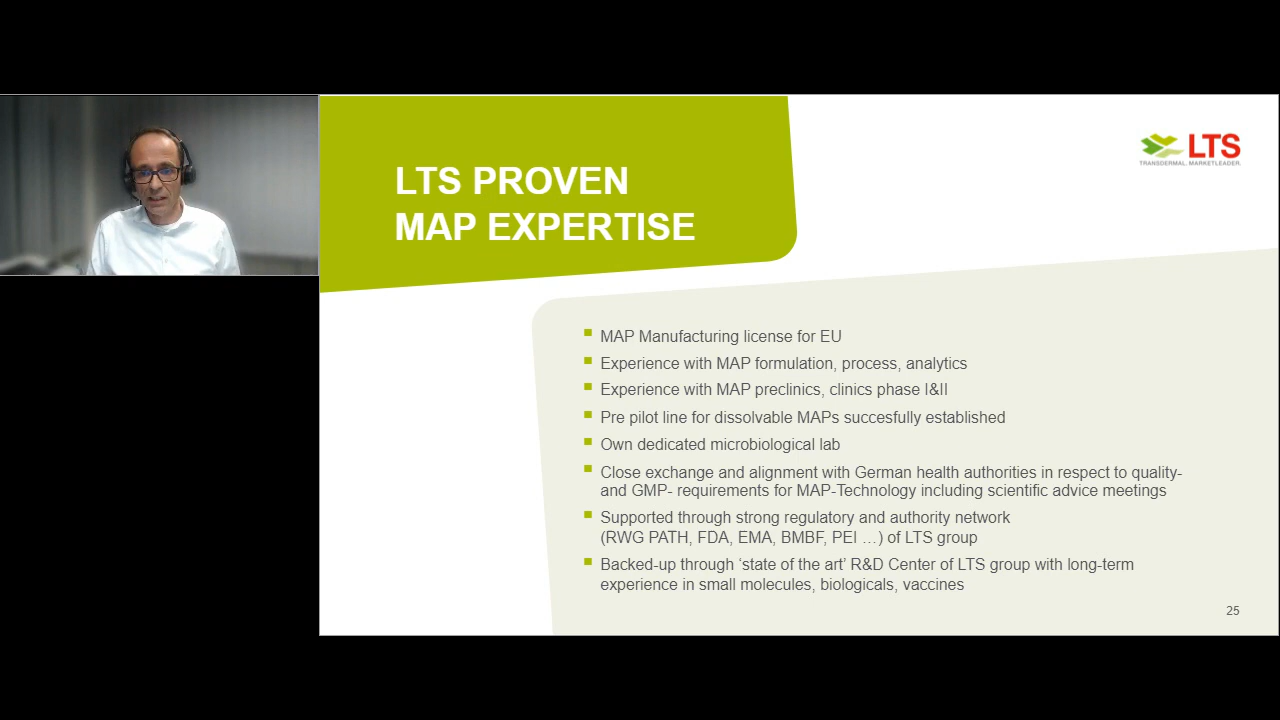 LTS PROVEN
MAP EXPERTISE
LTS
TRANSDERMAL. MARKETLEADER.
MAP Manufacturing license for EU
Experience with MAP formulation, process, analytics
Experience with MAP preclinics, clinics phase I&II
Pre pilot line for dissolvable MAPs succesfully established
Own dedicated microbiological lab
Close exchange and alignment with German health authorities in respect to quality-
and GMP- requirements for MAP-Technology including scientific advice meetings
Supported through strong regulatory and authority network
(RWG PATH, FDA, EMA, BMBF, PEI …) of LTS group
Backed-up through ‘state of the art’ R&D Center of LTS group with long-term
experience in small molecules, biologicals, vaccines
25